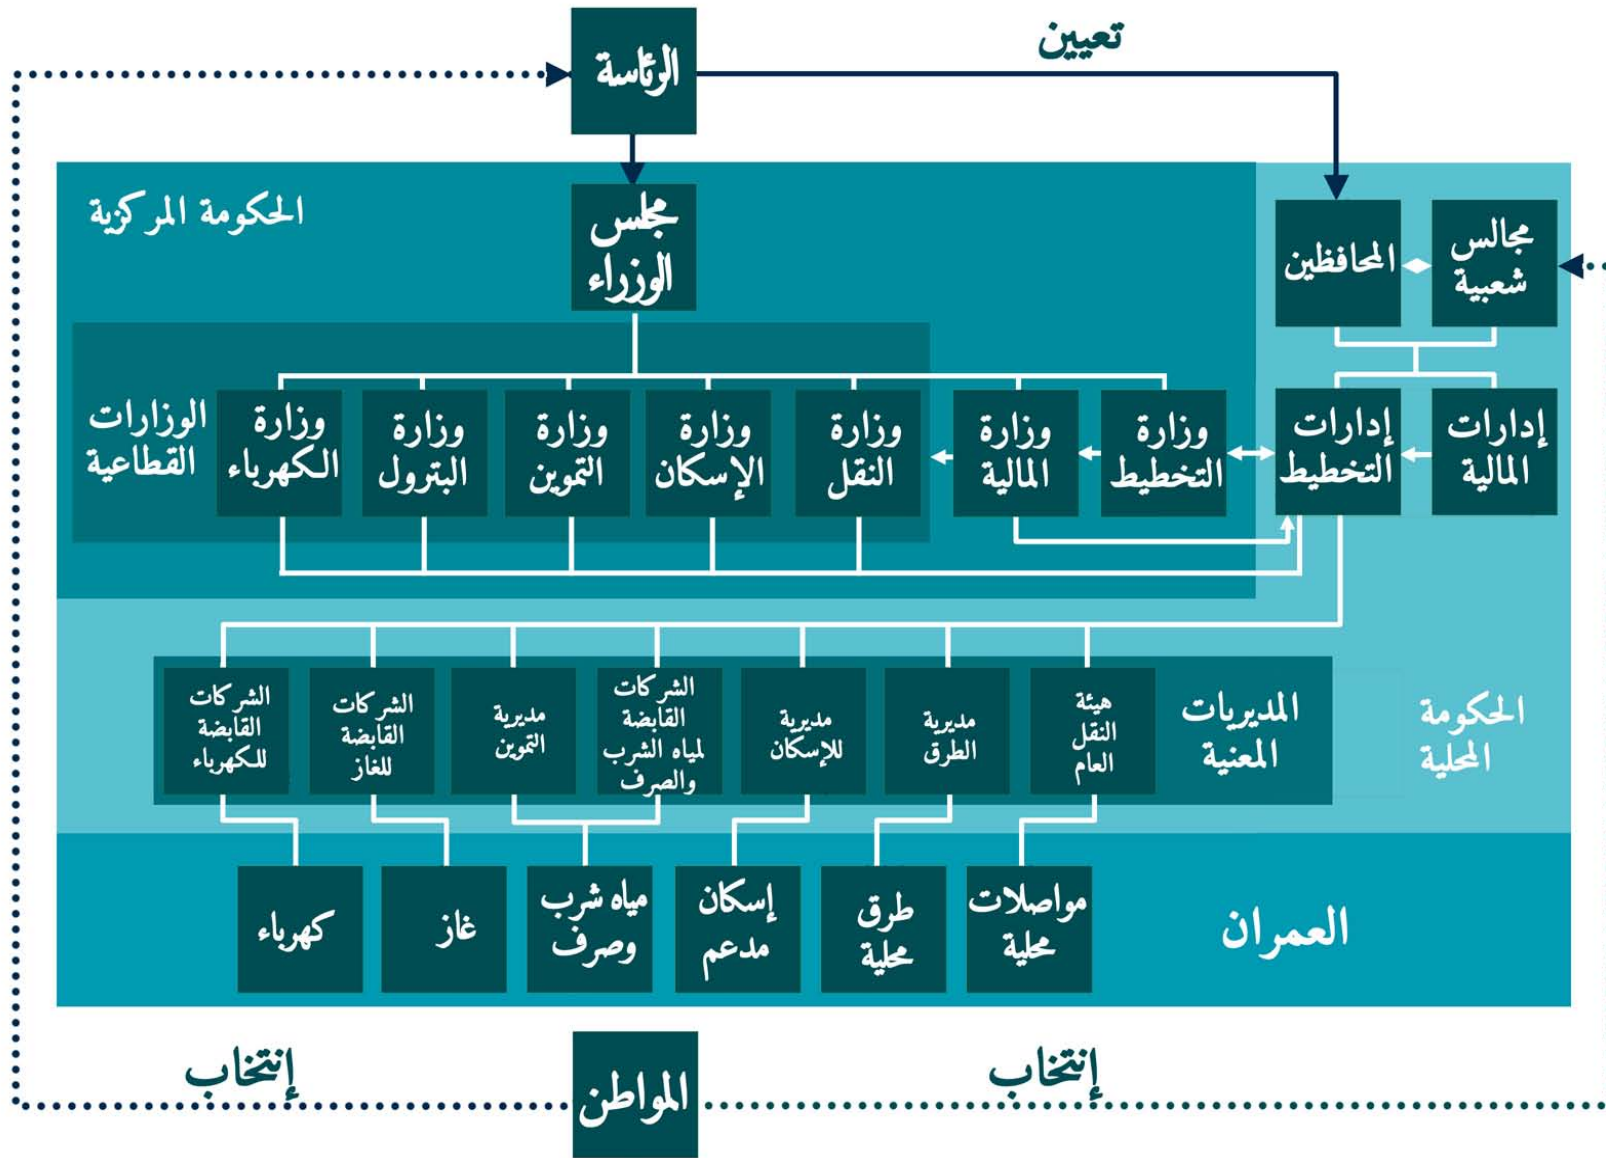 تعيين
الرئاسة
الحكومة المركزية
مجلس
الوزراء
مجالس
شعبية
المحافظين
إدارات
المالية
إدارات
التخطيط
وزارة
التخطيط
وزارة
المالية
وزارة
النقل
وزارة
الإسكان
وزارة
التموين
وزارة
البترول
وزارة
الكهرباء
الوزارات
القطاعية
الحكومة
المحلية
المديريات
المعنية
هيئة
النقل
العام
مديرية
الطرق
مديرية
للإسكان
الشركات
القابضة
لمياه الشرب
والصرف
مديرية
التموين
الشركات
القابضة
للغاز
الشركات
القابضة
للكهرباء
العمران
مواصلات
محلية
طرق
محلية
إسكان
مدعم
مياه شرب
وصرف
غاز
كهرباء
إنتخاب
المواطن
إنتخاب